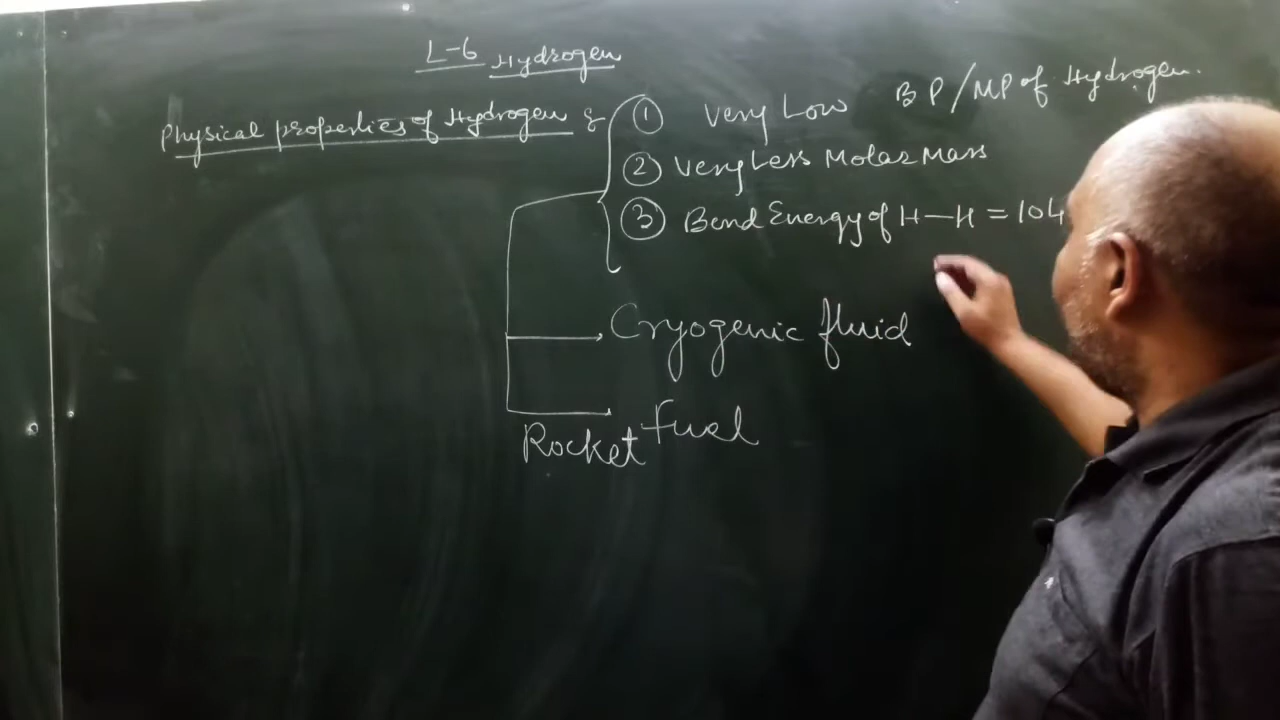 L-6 Hydrogen
Physical properties of Hydrogen &
① Very Low BP/MP of Hydrogen.
② Very Less Molar Mass
③ Bond Energy of H-H = 104
Cryogenic fluid
Rocket Fuel